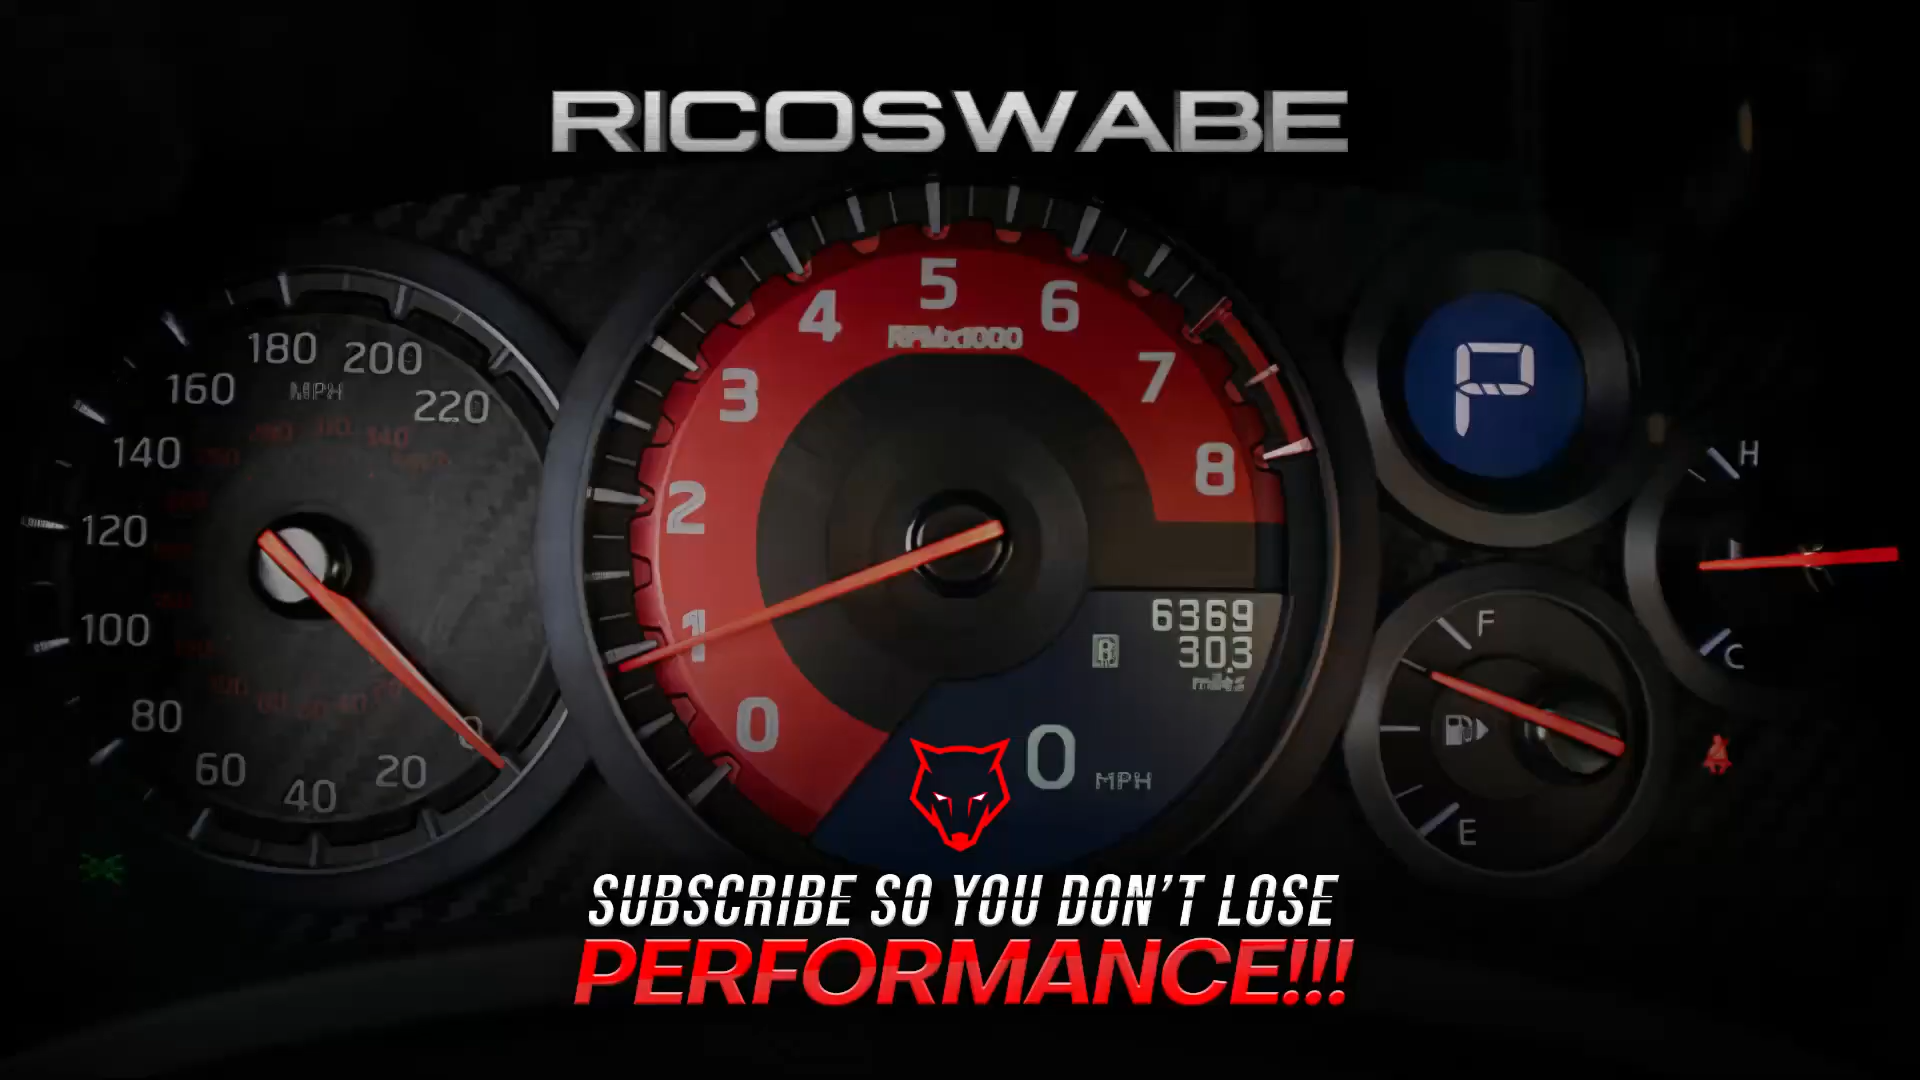 RICOSWABE
180
200
MPH
160
220
140
120
100
80
60
40
20
0
5
4
6
RPMx1000
3
7
2
8
1
0
6369
R
303
miles
0
MPH
P
H
C
F
E
SUBSCRIBE SO YOU DON'T LOSE
PERFORMANCE!!!